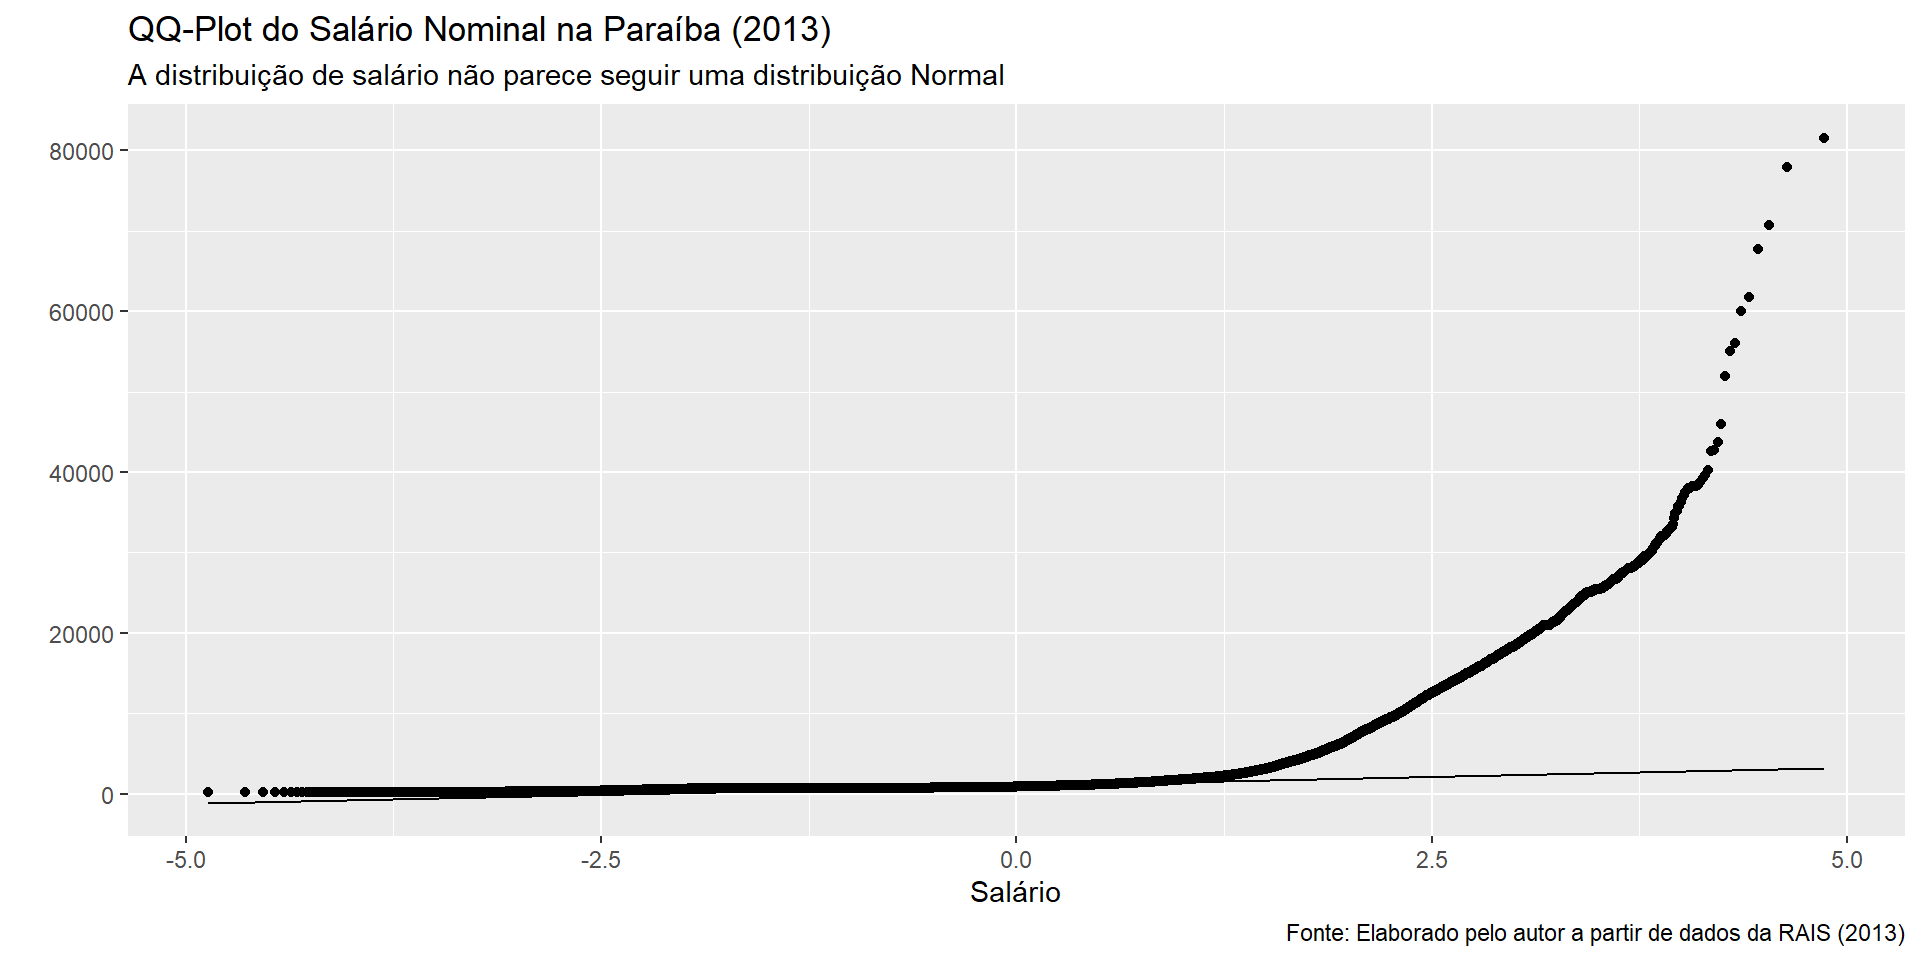 QQ-Plot do Salário Nominal na Paraíba (2013)
A distribuição de salário não parece seguir uma distribuição Normal
80000
60000
40000
20000
0
-5.0 -2.5 0.0 2.5 5.0
Salário
Fonte: Elaborado pelo autor a partir de dados da RAIS (2013)